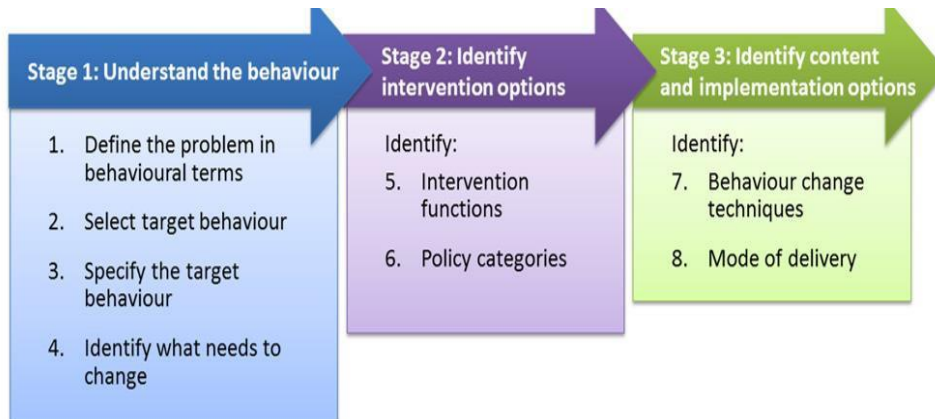 Stage 1: Understand the behaviour
1. Define the problem in
behavioural terms
2. Select target behaviour
3. Specify the target
behaviour
4. Identify what needs to
change
Stage 2: Identify
intervention options
Identify:
5. Intervention
functions
6. Policy categories
Stage 3: Identify content
and implementation options
Identify:
7. Behaviour change
techniques
8. Mode of delivery